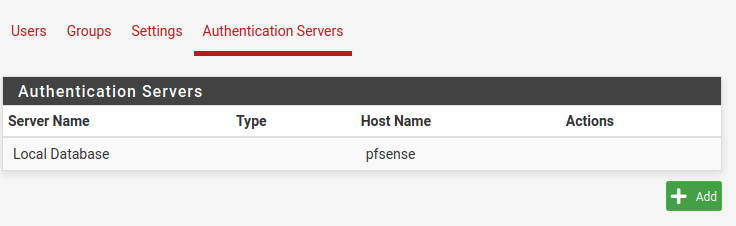 Users Groups Settings Authentication Servers
Authentication Servers
Server Name Type Host Name Actions
Local Database pfsense
Add